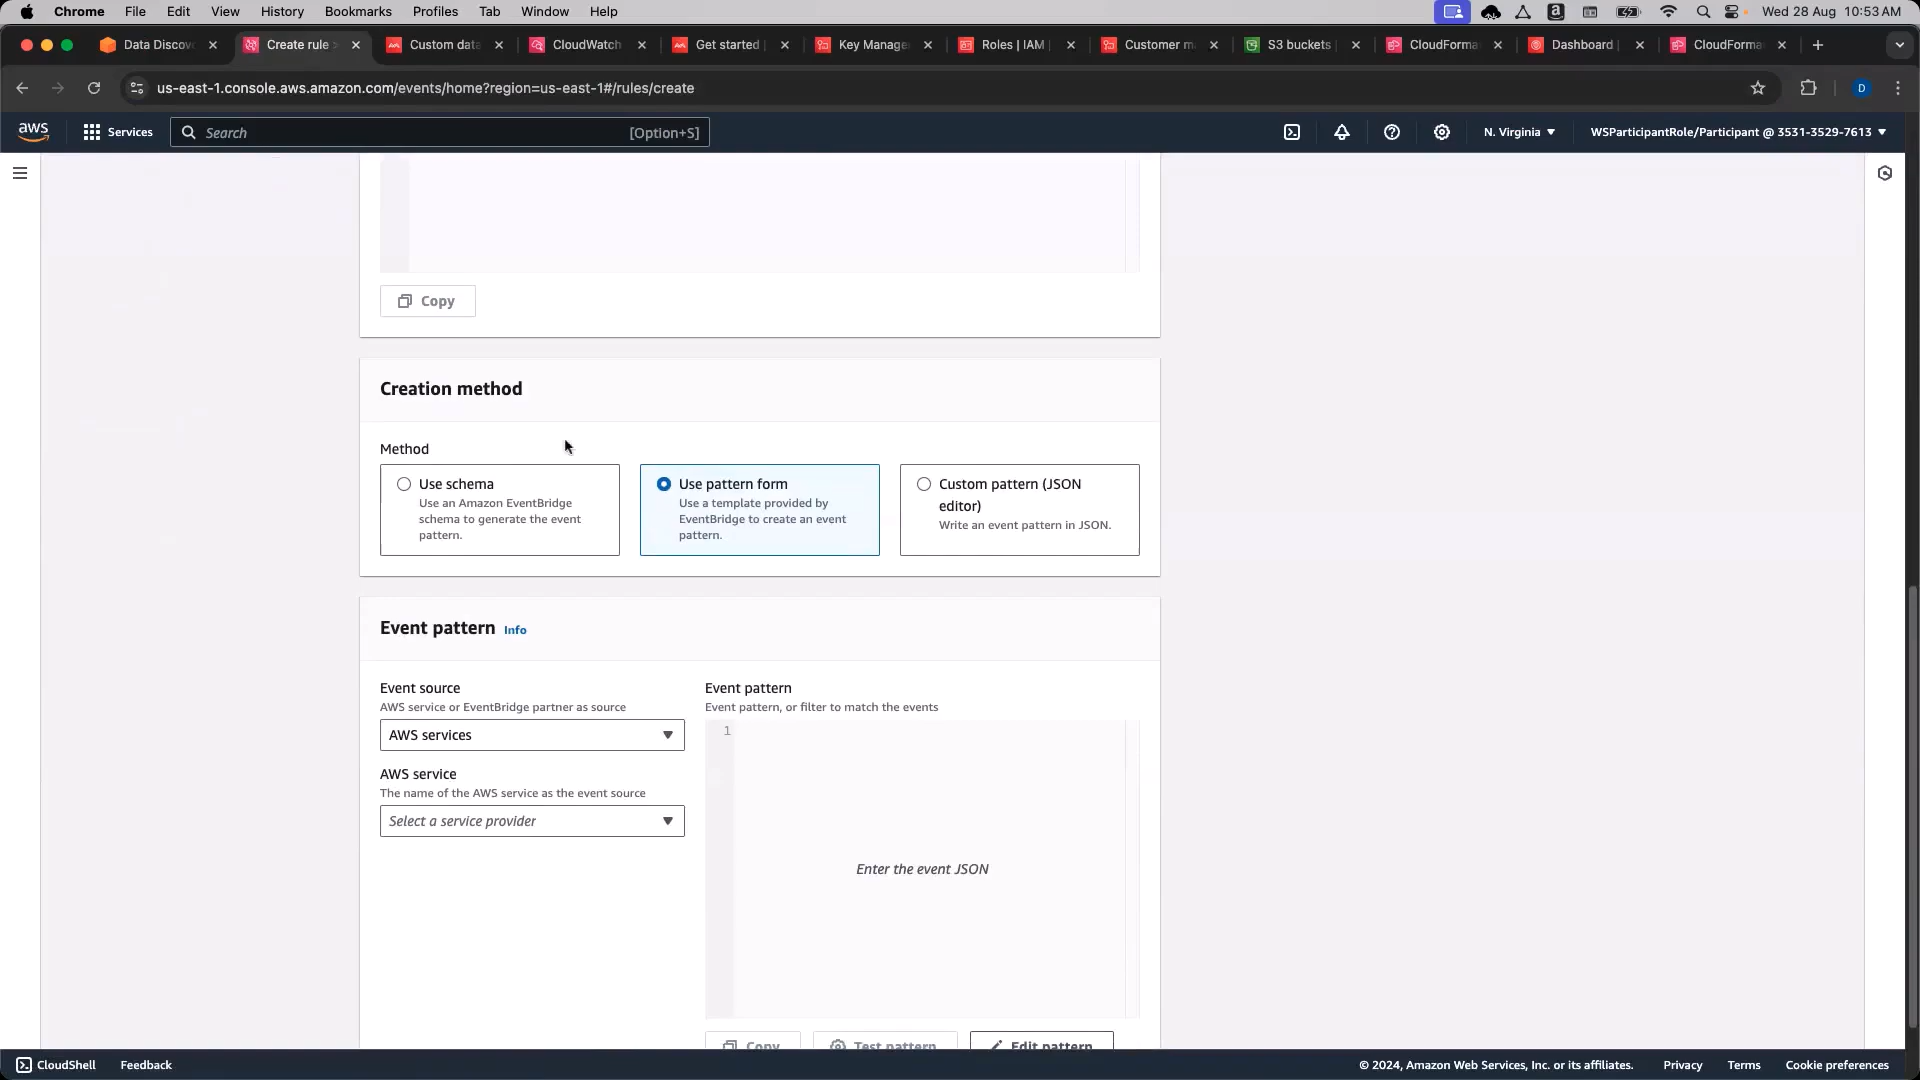 Chrome File Edit View History Bookmarks Profiles Tab Window Help Wed 28 Aug 10:53 AM
Data Discov Create rule Custom data CloudWatch Get started Key Manage Roles | IAM Customer m S3 buckets CloudForma Dashboard CloudForma
us-east-1.console.aws.amazon.com/events/home?region=us-east-1#/rules/create D
aws Services Search [Option+S] N. Virginia WSParticipantRole/Participant @ 3531-3529-7613
Copy
Creation method
Method
Use schema
Use an Amazon EventBridge
schema to generate the event
pattern.
Use pattern form
Use a template provided by
EventBridge to create an event
pattern.
Custom pattern (JSON
editor)
Write an event pattern in JSON.
Event pattern Info
Event source
AWS service or EventBridge partner as source
AWS services
AWS service
The name of the AWS service as the event source
Select a service provider
Event pattern
Event pattern, or filter to match the events
1
Enter the event JSON
Copy Test pattern Edit pattern
CloudShell Feedback © 2024, Amazon Web Services, Inc. or its affiliates. Privacy Terms Cookie preferences